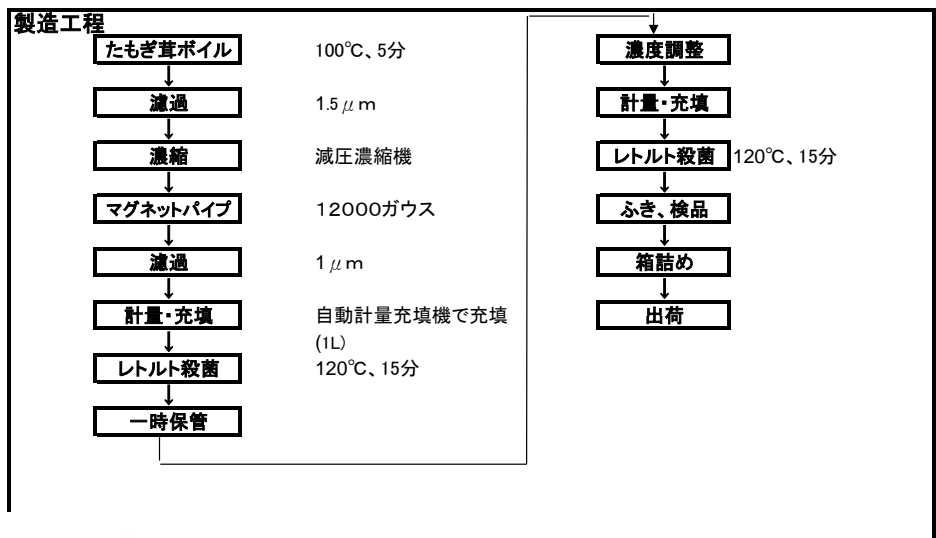 製造工程
たもぎ茸ボイル 100℃、5分
濾過 1.5μm
濃縮 減圧濃縮機
マグネットパイプ 12000ガウス
濾過 1μm
計量・充填 自動計量充填機で充填
(1L)
レトルト殺菌 120℃、15分
一時保管
濃度調整
計量・充填
レトルト殺菌 120℃、15分
ふき、検品
箱詰め
出荷